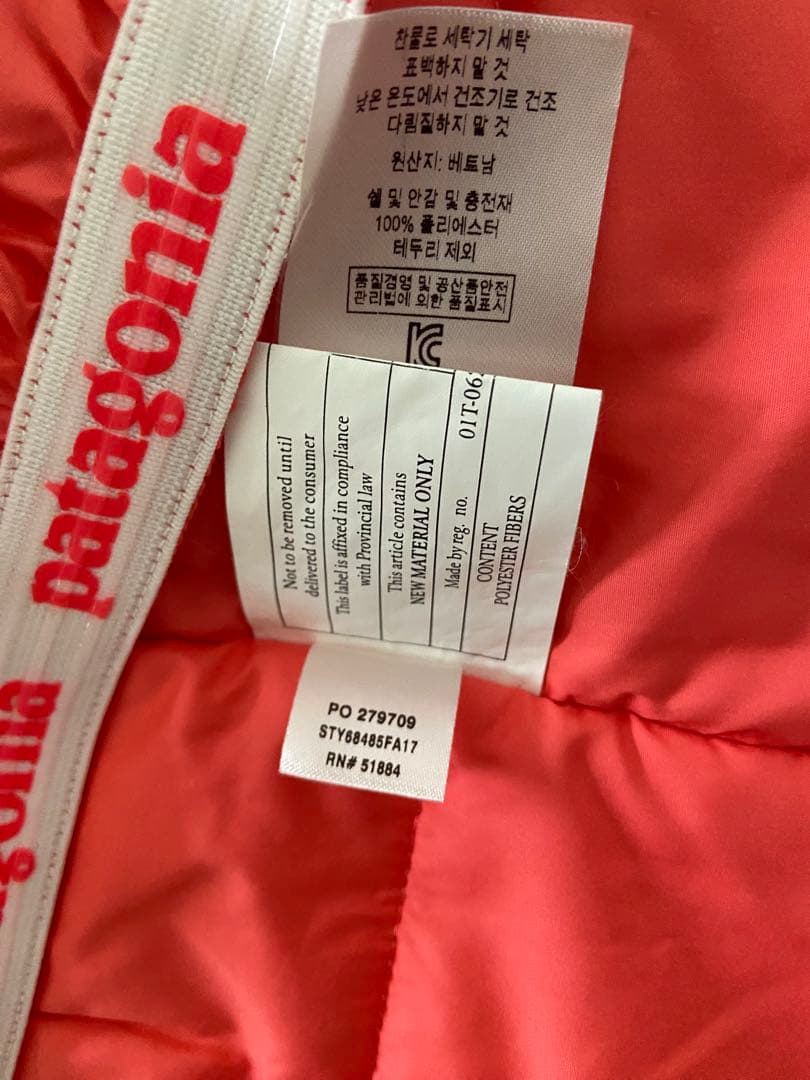 찬물로 세탁기 세탁
표백하지 말 것
낮은 온도에서 건조기로 건조
다림질하지 말 것
원산지: 베트남
쉘 및 안감 및 충전재
100% 폴리에스터
테두리 제외
품질경영 및 공산품안전
관리법에 의한 품질표시
patagonia
Not to be removed until
delivered to the consumer
This label is affixed in compliance
with Provincial law
This article contains
NEW MATERIAL ONLY
Made by reg. no. 01T-06
CONTENT
POLYESTER FIBERS
PO 279709
STY68485FA17
RN# 51884